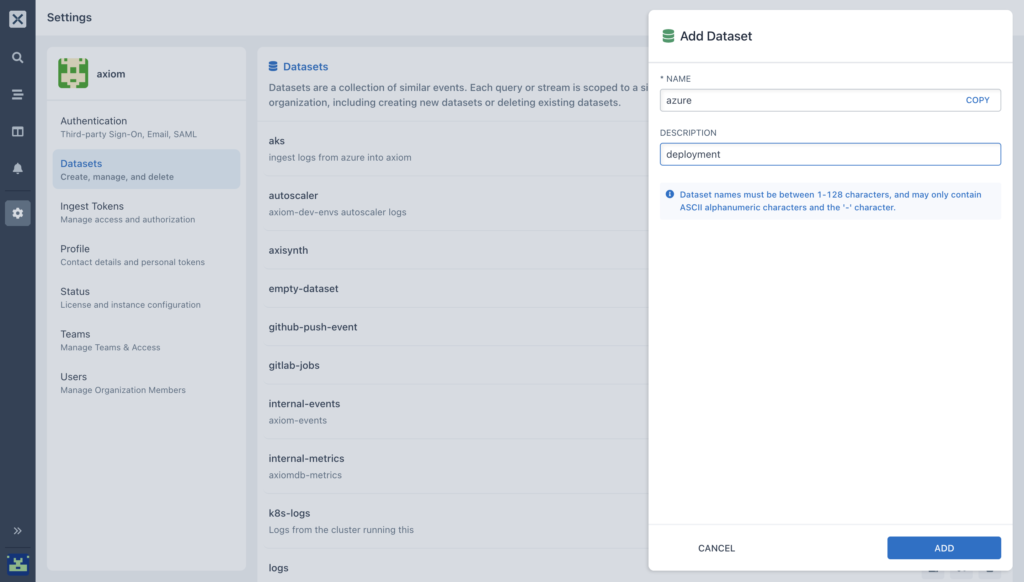 Settings
axiom
Authentication
Third-party Sign-On, Email, SAML
Datasets
Create, manage, and delete
Ingest Tokens
Manage access and authorization
Profile
Contact details and personal tokens
Status
License and instance configuration
Teams
Manage Teams & Access
Users
Manage Organization Members
Datasets
Datasets are a collection of similar events. Each query or stream is scoped to a
organization, including creating new datasets or deleting existing datasets.
aks
ingest logs from azure into axiom
autoscaler
axiom-dev-envs autoscaler logs
axisynth
empty-dataset
github-push-event
gitlab-jobs
internal-events
axiom-events
internal-metrics
axiomdb-metrics
k8s-logs
Logs from the cluster running this
logs
Add Dataset
* NAME
azure
COPY
DESCRIPTION
deployment
Dataset names must be between 1-128 characters, and may only contain
ASCII alphanumeric characters and the '-' character.
CANCEL
ADD